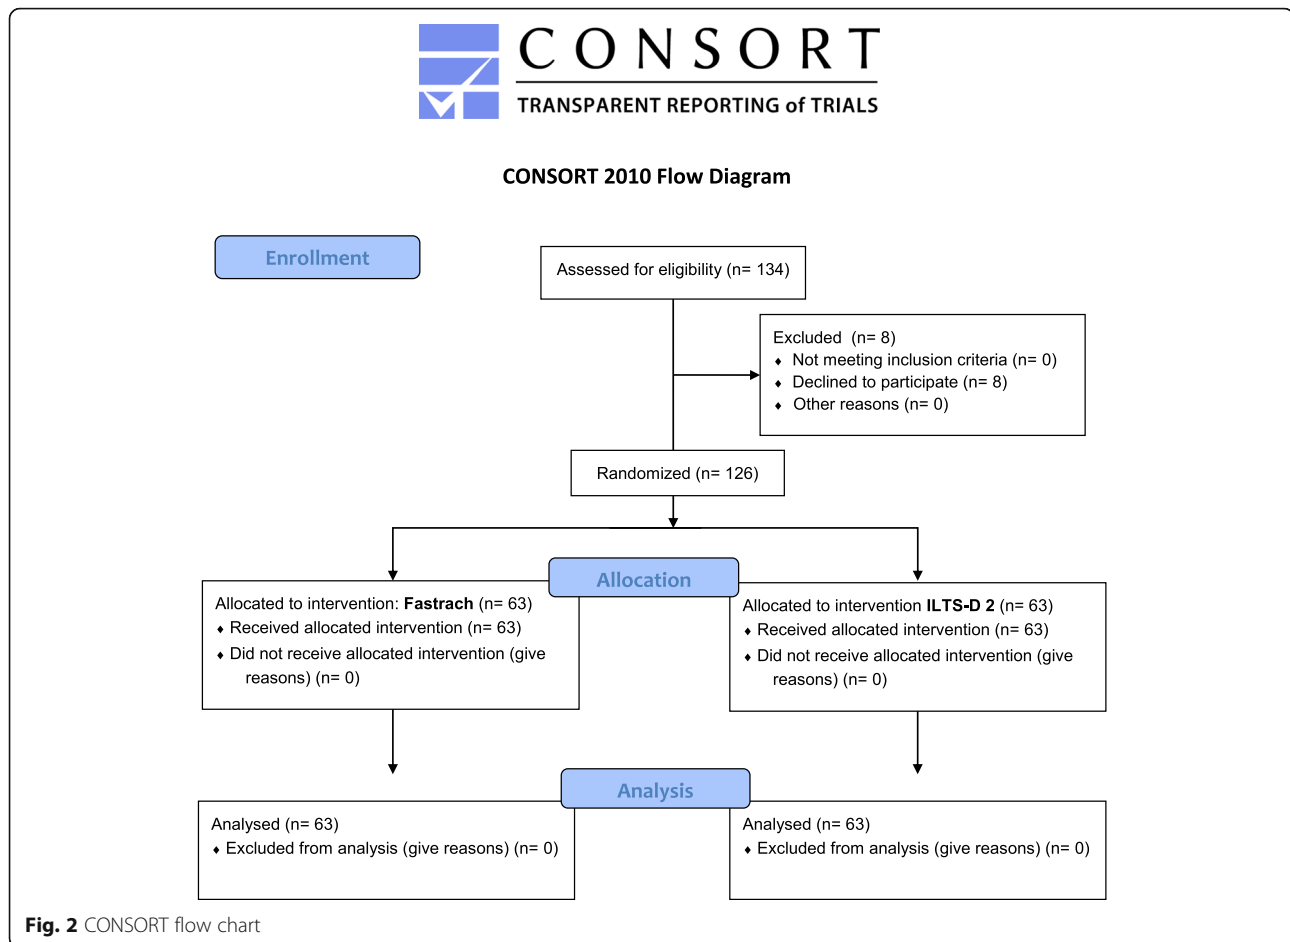 CONSORT
TRANSPARENT REPORTING of TRIALS
CONSORT 2010 Flow Diagram
Enrollment
Assessed for eligibility (n= 134)
Excluded (n= 8)
♦ Not meeting inclusion criteria (n= 0)
♦ Declined to participate (n= 8)
♦ Other reasons (n= 0)
Randomized (n= 126)
Allocation
Allocated to intervention: Fastrach (n= 63)
♦ Received allocated intervention (n= 63)
♦ Did not receive allocated intervention (give
reasons) (n= 0)
Allocated to intervention ILTS-D 2 (n= 63)
♦ Received allocated intervention (n= 63)
♦ Did not receive allocated intervention (give
reasons) (n= 0)
Analysis
Analysed (n= 63)
♦ Excluded from analysis (give reasons) (n= 0)
Analysed (n= 63)
♦ Excluded from analysis (give reasons) (n= 0)
Fig. 2 CONSORT flow chart